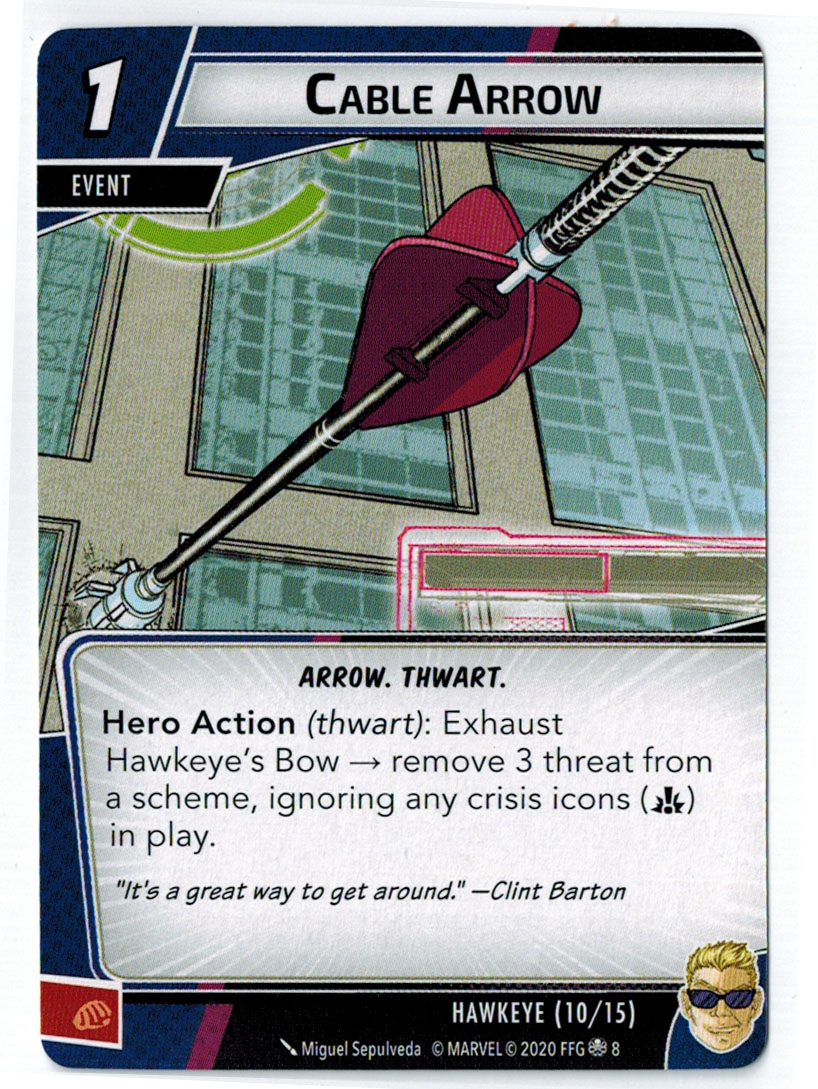 1
CABLE ARROW
EVENT
ARROW. THWART.
Hero Action (thwart): Exhaust
Hawkeye's Bow → remove 3 threat from
a scheme, ignoring any crisis icons ( )
in play.
"It's a great way to get around." —Clint Barton
HAWKEYE (10/15)
Miguel Sepulveda © MARVEL © 2020 FFG 8